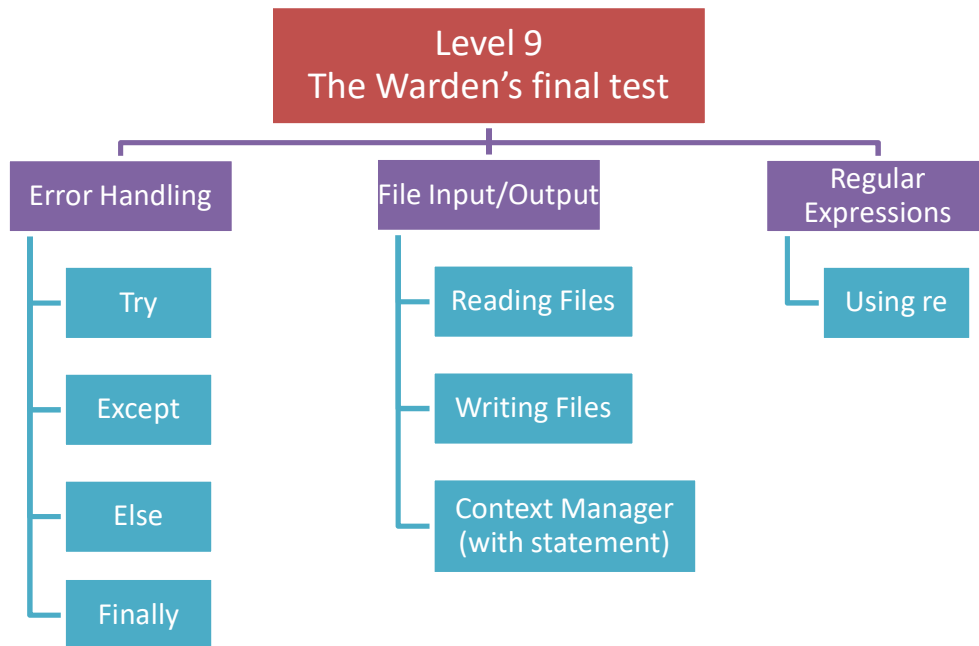 Level 9
The Warden’s final test
Error Handling
Try
Except
Else
Finally
File Input/Output
Reading Files
Writing Files
Context Manager
(with statement)
Regular
Expressions
Using re